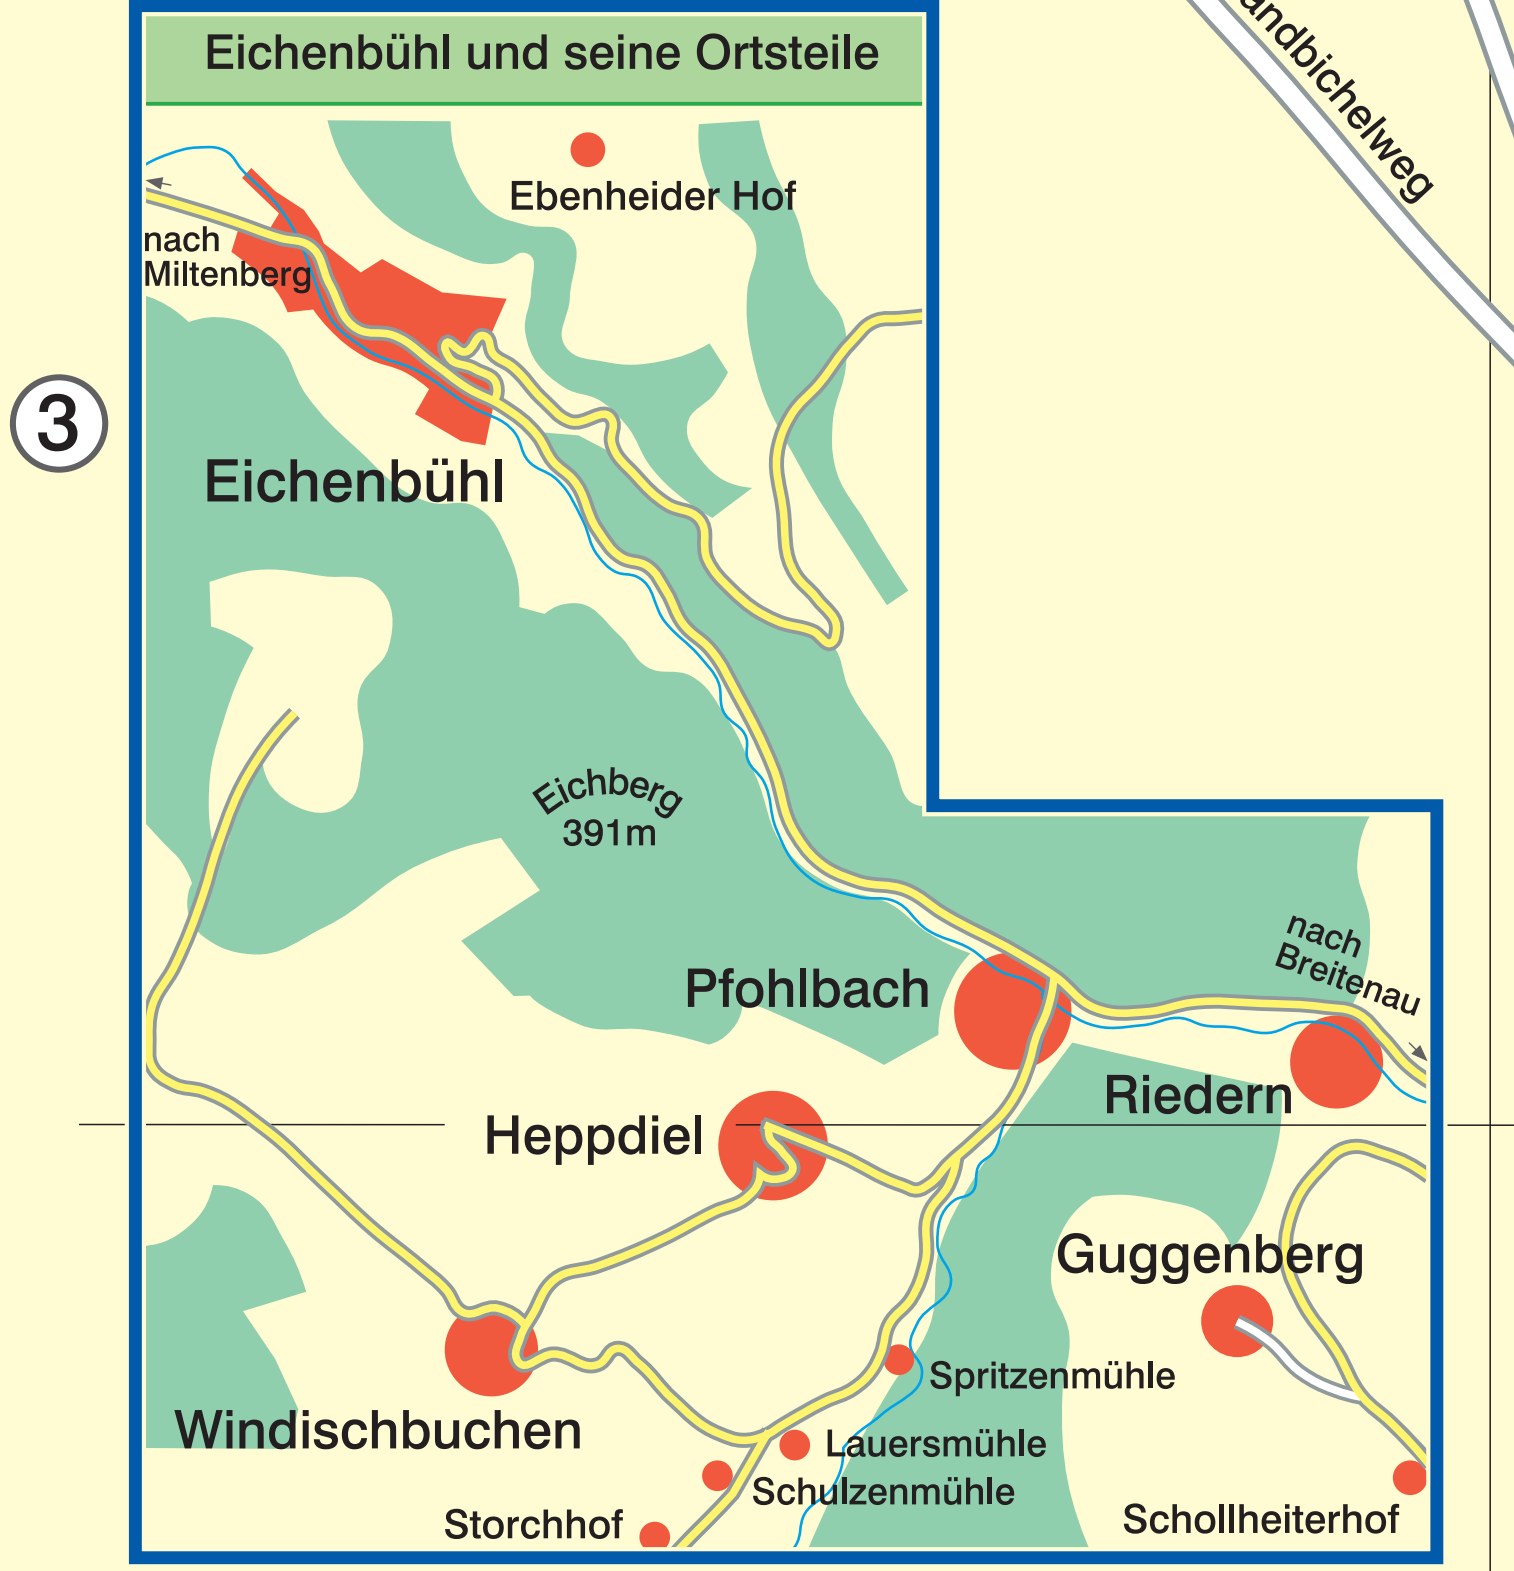 Eichenbühl und seine Ortsteile
andbichelweg
Ebenheider Hof
nach
Miltenberg
3
Eichenbühl
Eichberg
391m
nach
Breitenau
Pfohlbach
Riedern
Heppdiel
Guggenberg
Spritzenmühle
Windischbuchen
Lauersmühle
Schulzenmühle
Storchhof
Schollheiterhof